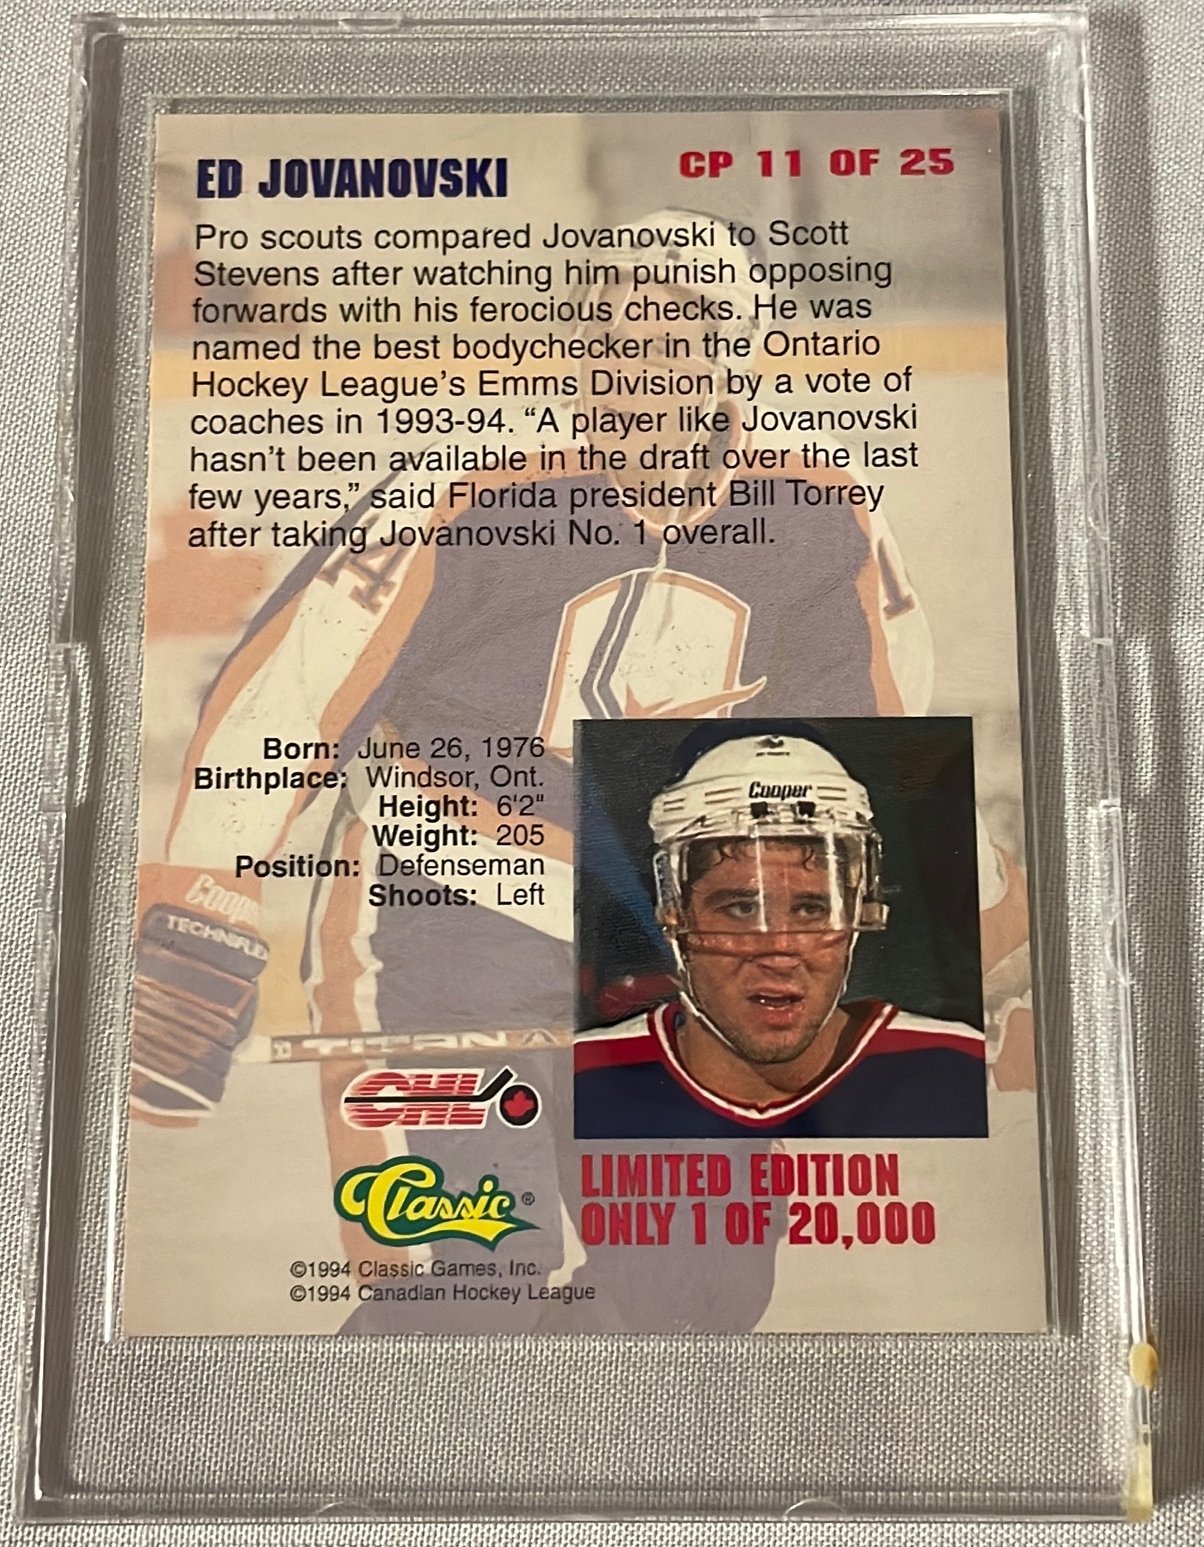 ED JOVANOVSKI
CP 11 OF 25
Pro scouts compared Jovanovski to Scott
Stevens after watching him punish opposing
forwards with his ferocious checks. He was
named the best bodychecker in the Ontario
Hockey League's Emms Division by a vote of
coaches in 1993-94. “A player like Jovanovski
hasn't been available in the draft over the last
few years,” said Florida president Bill Torrey
after taking Jovanovski No. 1 overall.
Born: June 26, 1976
Birthplace: Windsor, Ont.
Height: 6'2"
Weight: 205
Position: Defenseman
Shoots: Left
Cooper
Cooper
TECHNIFLEX
TITAN
CHL
Classic®
LIMITED EDITION
ONLY 1 OF 20,000
©1994 Classic Games, Inc.
©1994 Canadian Hockey League